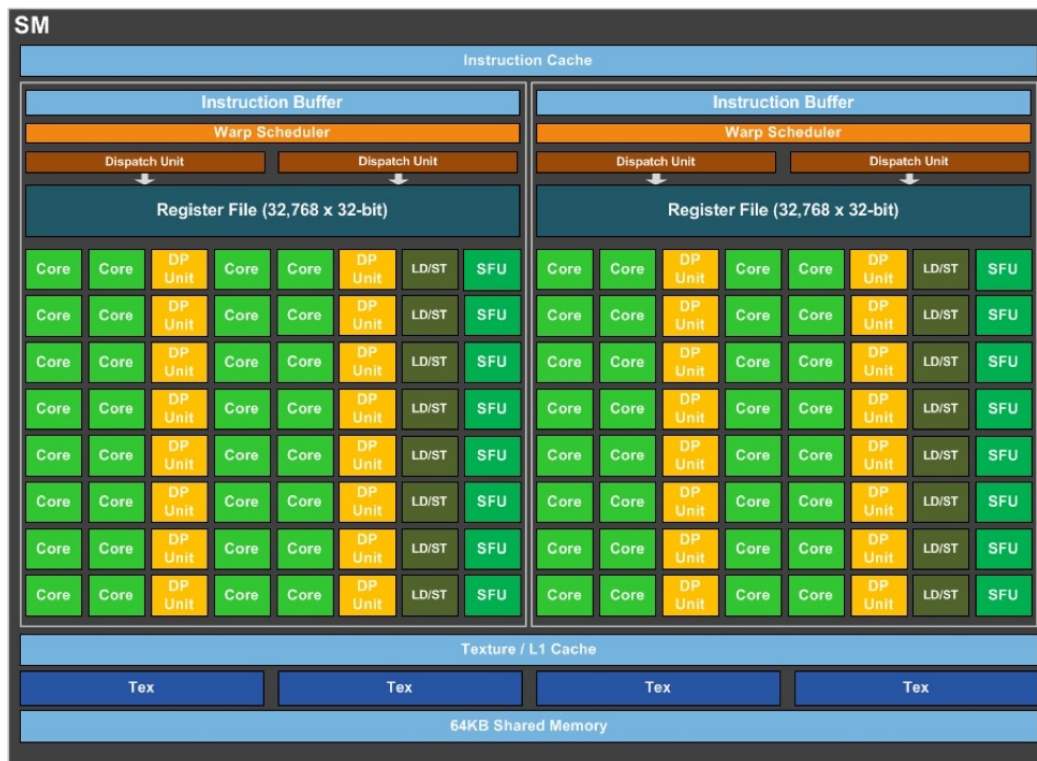 SM
Instruction Cache
Instruction Buffer Instruction Buffer
Warp Scheduler Warp Scheduler
Dispatch Unit Dispatch Unit Dispatch Unit Dispatch Unit
Register File (32,768 x 32-bit) Register File (32,768 x 32-bit)
Core Core DP Unit Core Core DP Unit LD/ST SFU Core Core DP Unit Core Core DP Unit LD/ST SFU
Core Core DP Unit Core Core DP Unit LD/ST SFU Core Core DP Unit Core Core DP Unit LD/ST SFU
Core Core DP Unit Core Core DP Unit LD/ST SFU Core Core DP Unit Core Core DP Unit LD/ST SFU
Core Core DP Unit Core Core DP Unit LD/ST SFU Core Core DP Unit Core Core DP Unit LD/ST SFU
Core Core DP Unit Core Core DP Unit LD/ST SFU Core Core DP Unit Core Core DP Unit LD/ST SFU
Core Core DP Unit Core Core DP Unit LD/ST SFU Core Core DP Unit Core Core DP Unit LD/ST SFU
Core Core DP Unit Core Core DP Unit LD/ST SFU Core Core DP Unit Core Core DP Unit LD/ST SFU
Core Core DP Unit Core Core DP Unit LD/ST SFU Core Core DP Unit Core Core DP Unit LD/ST SFU
Texture / L1 Cache
Tex Tex Tex Tex
64KB Shared Memory